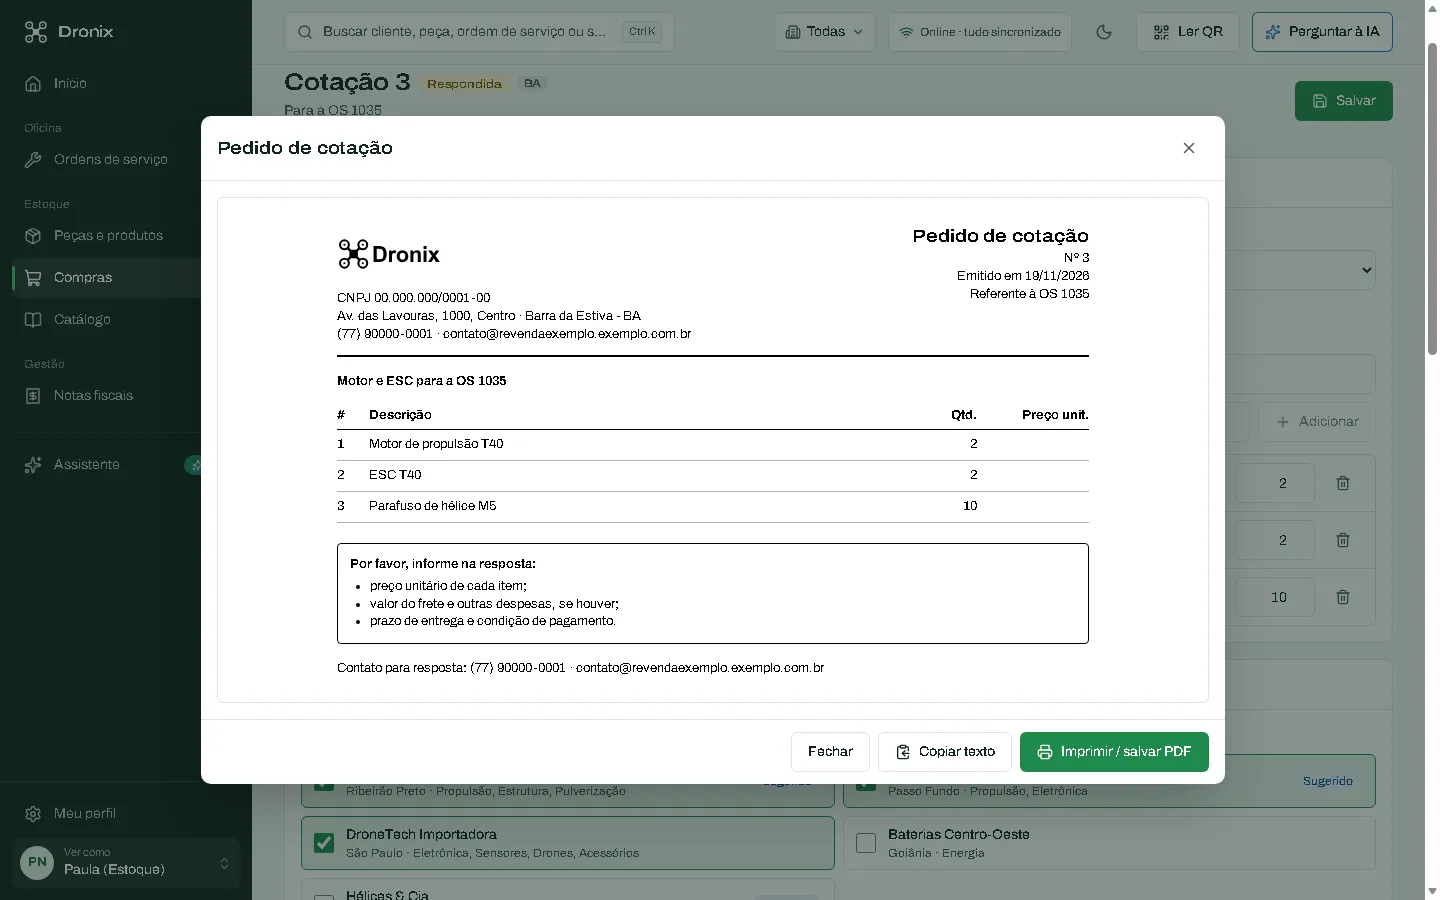 Dronix
Buscar cliente, peça, ordem de serviço ou s...
Ctrl K
Todas
Online · tudo sincronizado
Ler QR
Perguntar à IA
Início
Oficina
Ordens de serviço
Estoque
Peças e produtos
Compras
Catálogo
Gestão
Notas fiscais
Assistente
Meu perfil
PN
Ver como
Paula (Estoque)
Cotação 3
Respondida
BA
Para a OS 1035
Salvar
Pedido de cotação
Dronix
Pedido de cotação
Nº 3
Emitido em 19/11/2026
Referente à OS 1035
CNPJ 00.000.000/0001-00
Av. das Lavouras, 1000, Centro · Barra da Estiva - BA
(77) 90000-0001 · contato@revendaexemplo.exemplo.com.br
Motor e ESC para a OS 1035
# Descrição Qtd. Preço unit.
1 Motor de propulsão T40 2
2 ESC T40 2
3 Parafuso de hélice M5 10
Por favor, informe na resposta:
• preço unitário de cada item;
• valor do frete e outras despesas, se houver;
• prazo de entrega e condição de pagamento.
Contato para resposta: (77) 90000-0001 · contato@revendaexemplo.exemplo.com.br
Fechar
Copiar texto
Imprimir / salvar PDF
Adicionar
2
2
10
Ribeirão Preto · Propulsão, Estrutura, Pulverização
Passo Fundo · Propulsão, Eletrônica
Sugerido
DroneTech Importadora
São Paulo · Eletrônica, Sensores, Drones, Acessórios
Baterias Centro-Oeste
Goiânia · Energia
Hélices & Cia